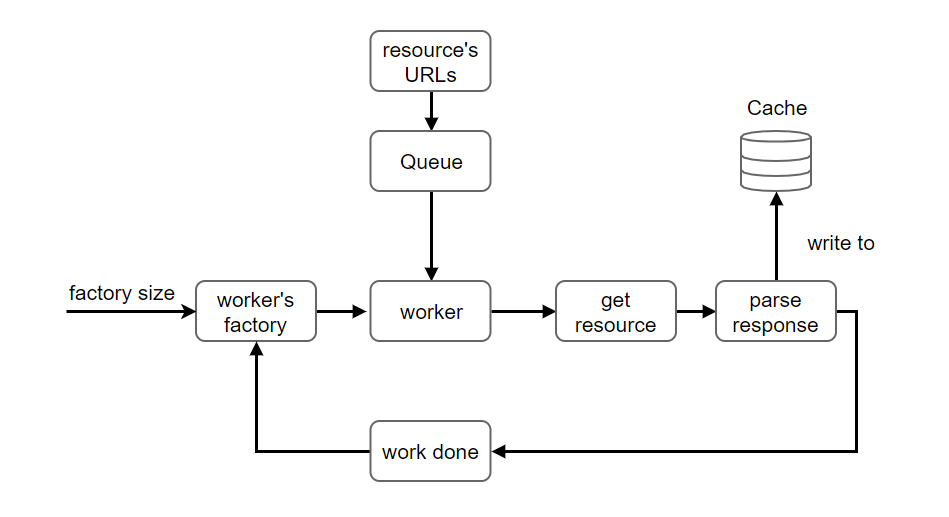 resource's
URLs
Cache
Queue
write to
factory size
worker's
factory
worker
get
resource
parse
response
work done